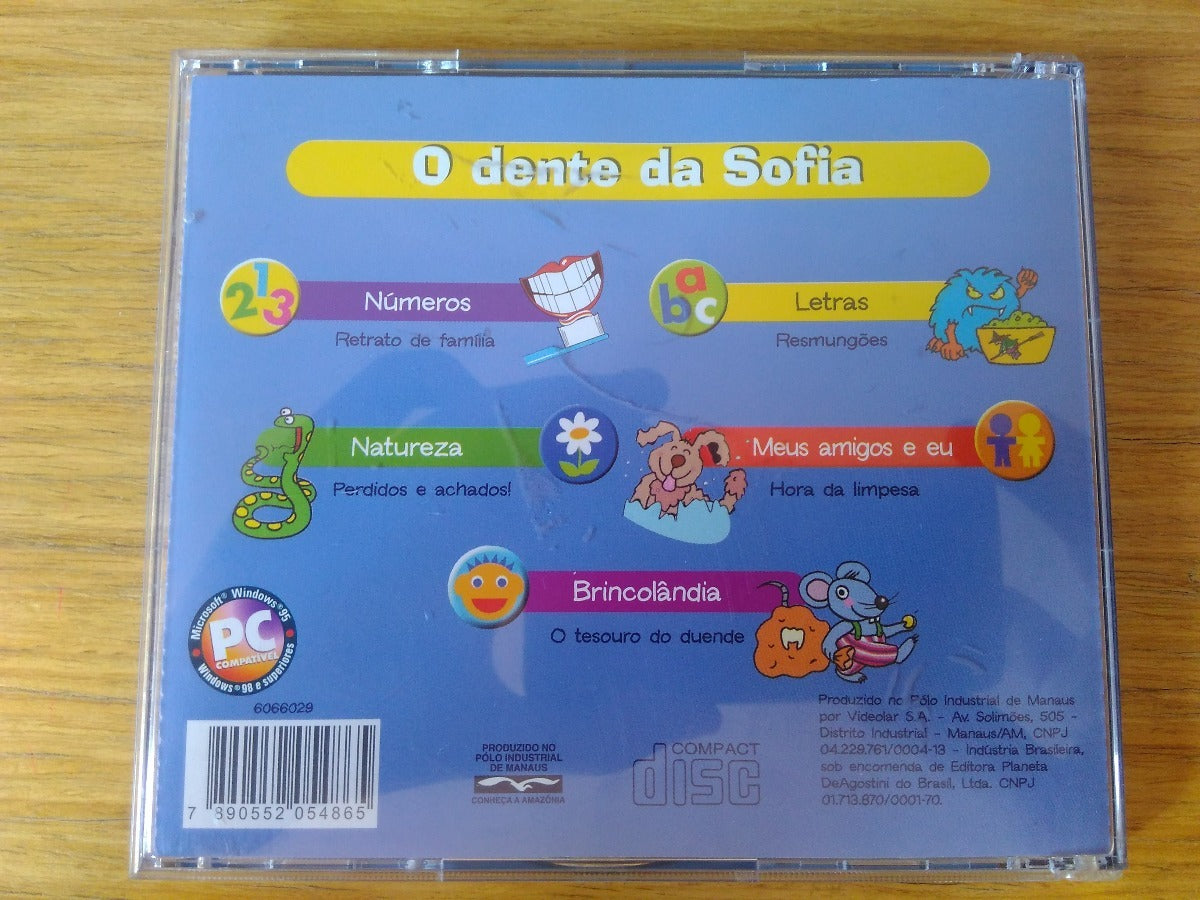 O dente da Sofia
123
Números
Retrato de família
abc
Letras
Resmungões
Natureza
Perdidos e achados!
Meus amigos e eu
Hora da limpesa
Brincolândia
O tesouro do duende
Microsoft® Windows®95
PC
COMPATÍVEL
Windows®98 e superiores
6066029
7 890552 054865
PRODUZIDO NO
PÓLO INDUSTRIAL
DE MANAUS
CONHEÇA A AMAZÔNIA
COMPACT
disc
Produzido no Pólo Industrial de Manaus
por Videolar S.A. - Av. Solimões, 505 -
Distrito Industrial - Manaus/AM, CNPJ
04.229.761/0004-13 - Indústria Brasileira,
sob encomenda de Editora Planeta
DeAgostini do Brasil, Ltda. CNPJ
01.713.870/0001-70.